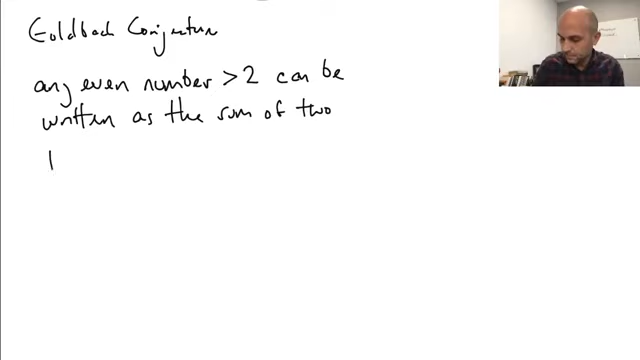 Goldbach Conjecture
any even number > 2 can be
written as the sum of two